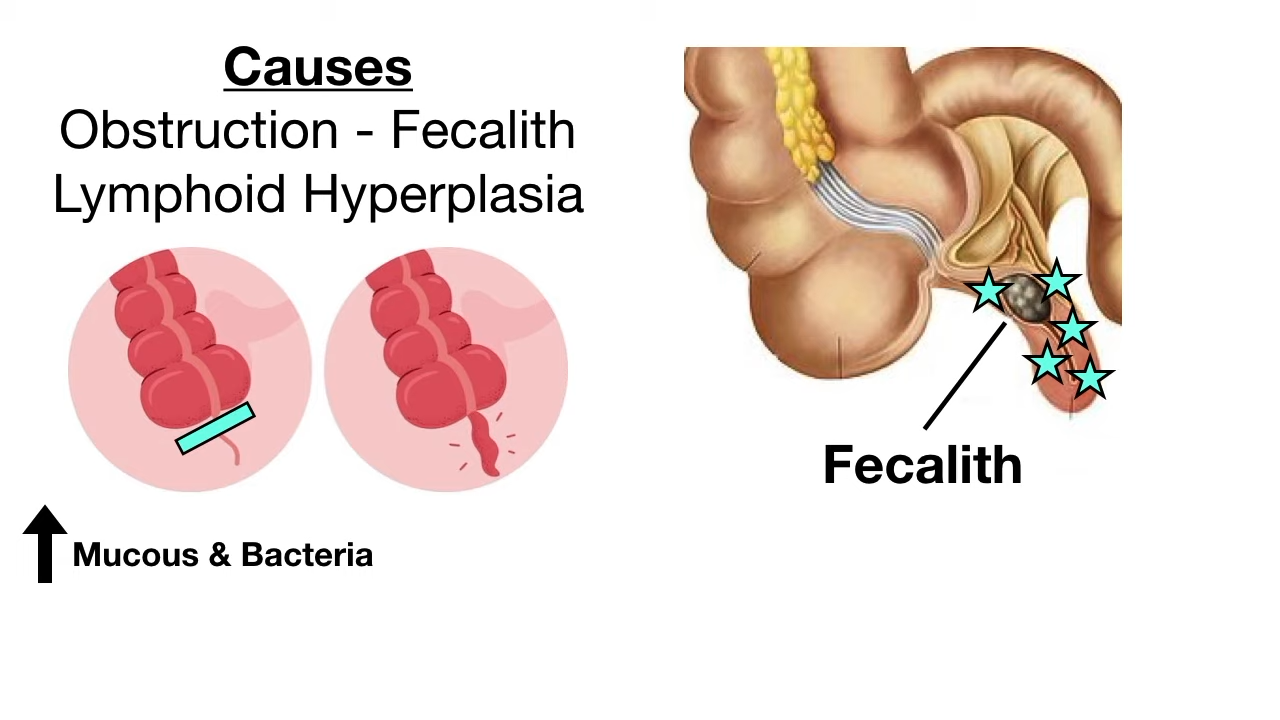 Causes
Obstruction - Fecalith
Lymphoid Hyperplasia
Mucous & Bacteria
Fecalith